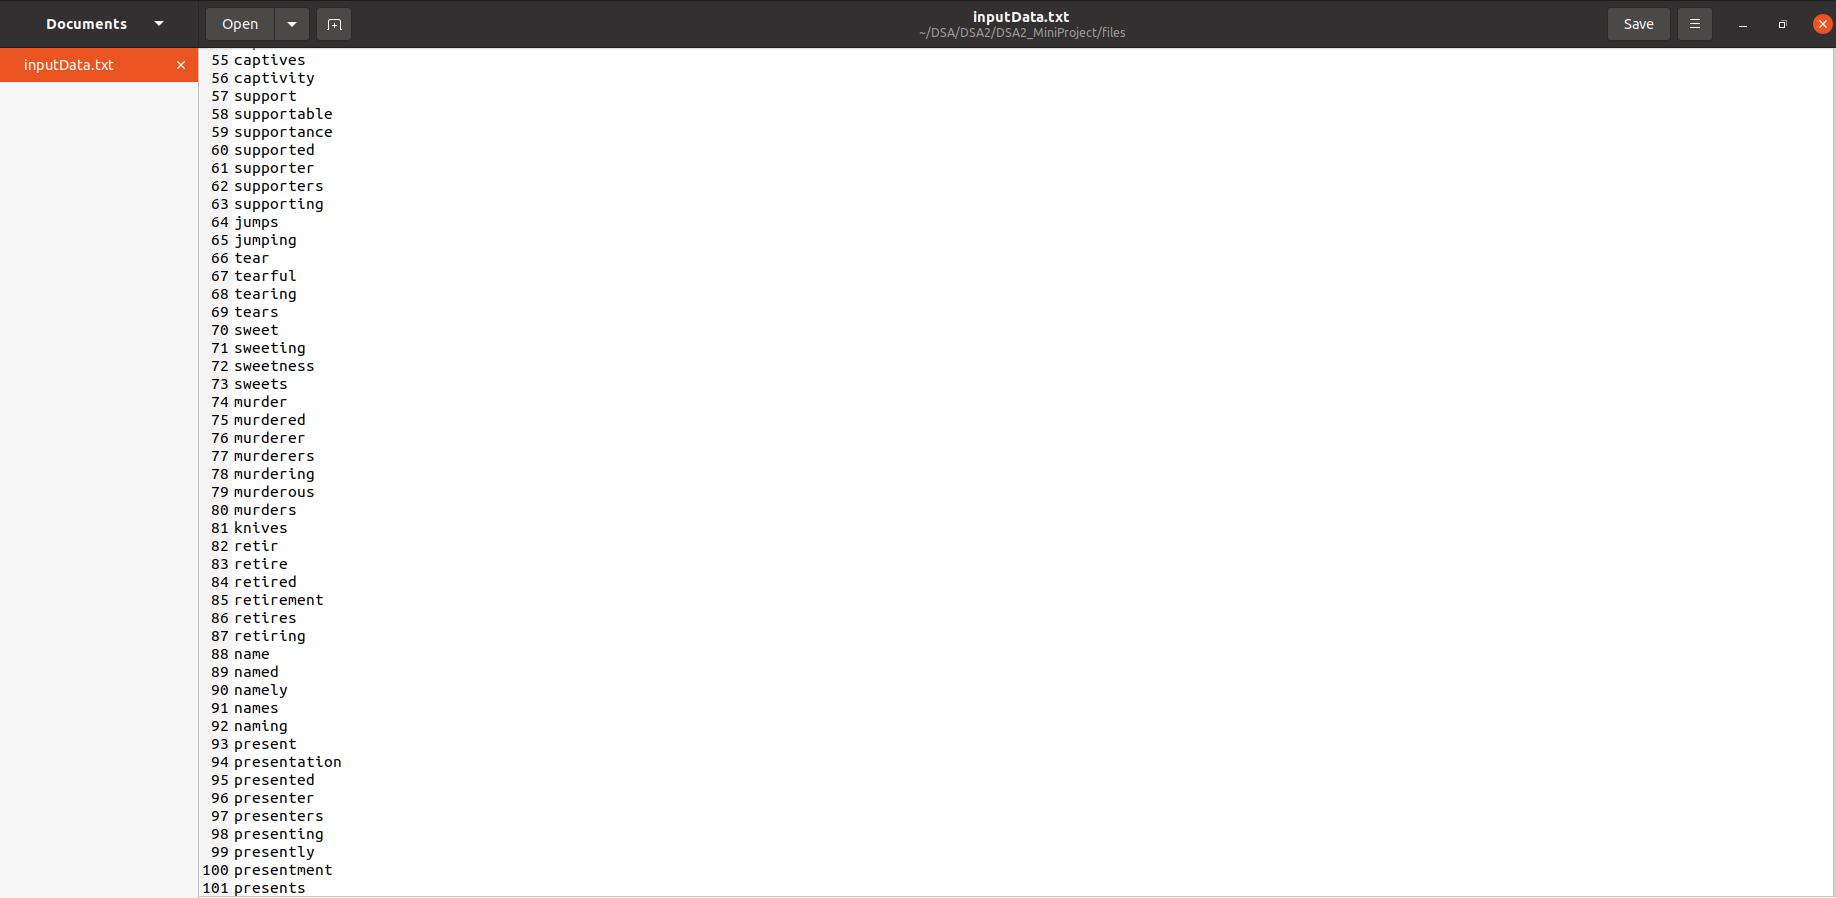 Documents
Open
inputData.txt
~/DSA/DSA2/DSA2_MiniProject/files
Save
inputData.txt
55 captives
56 captivity
57 support
58 supportable
59 supportance
60 supported
61 supporter
62 supporters
63 supporting
64 jumps
65 jumping
66 tear
67 tearful
68 tearing
69 tears
70 sweet
71 sweeting
72 sweetness
73 sweets
74 murder
75 murdered
76 murderer
77 murderers
78 murdering
79 murderous
80 murders
81 knives
82 retir
83 retire
84 retired
85 retirement
86 retires
87 retiring
88 name
89 named
90 namely
91 names
92 naming
93 present
94 presentation
95 presented
96 presenter
97 presenters
98 presenting
99 presently
100 presentment
101 presents